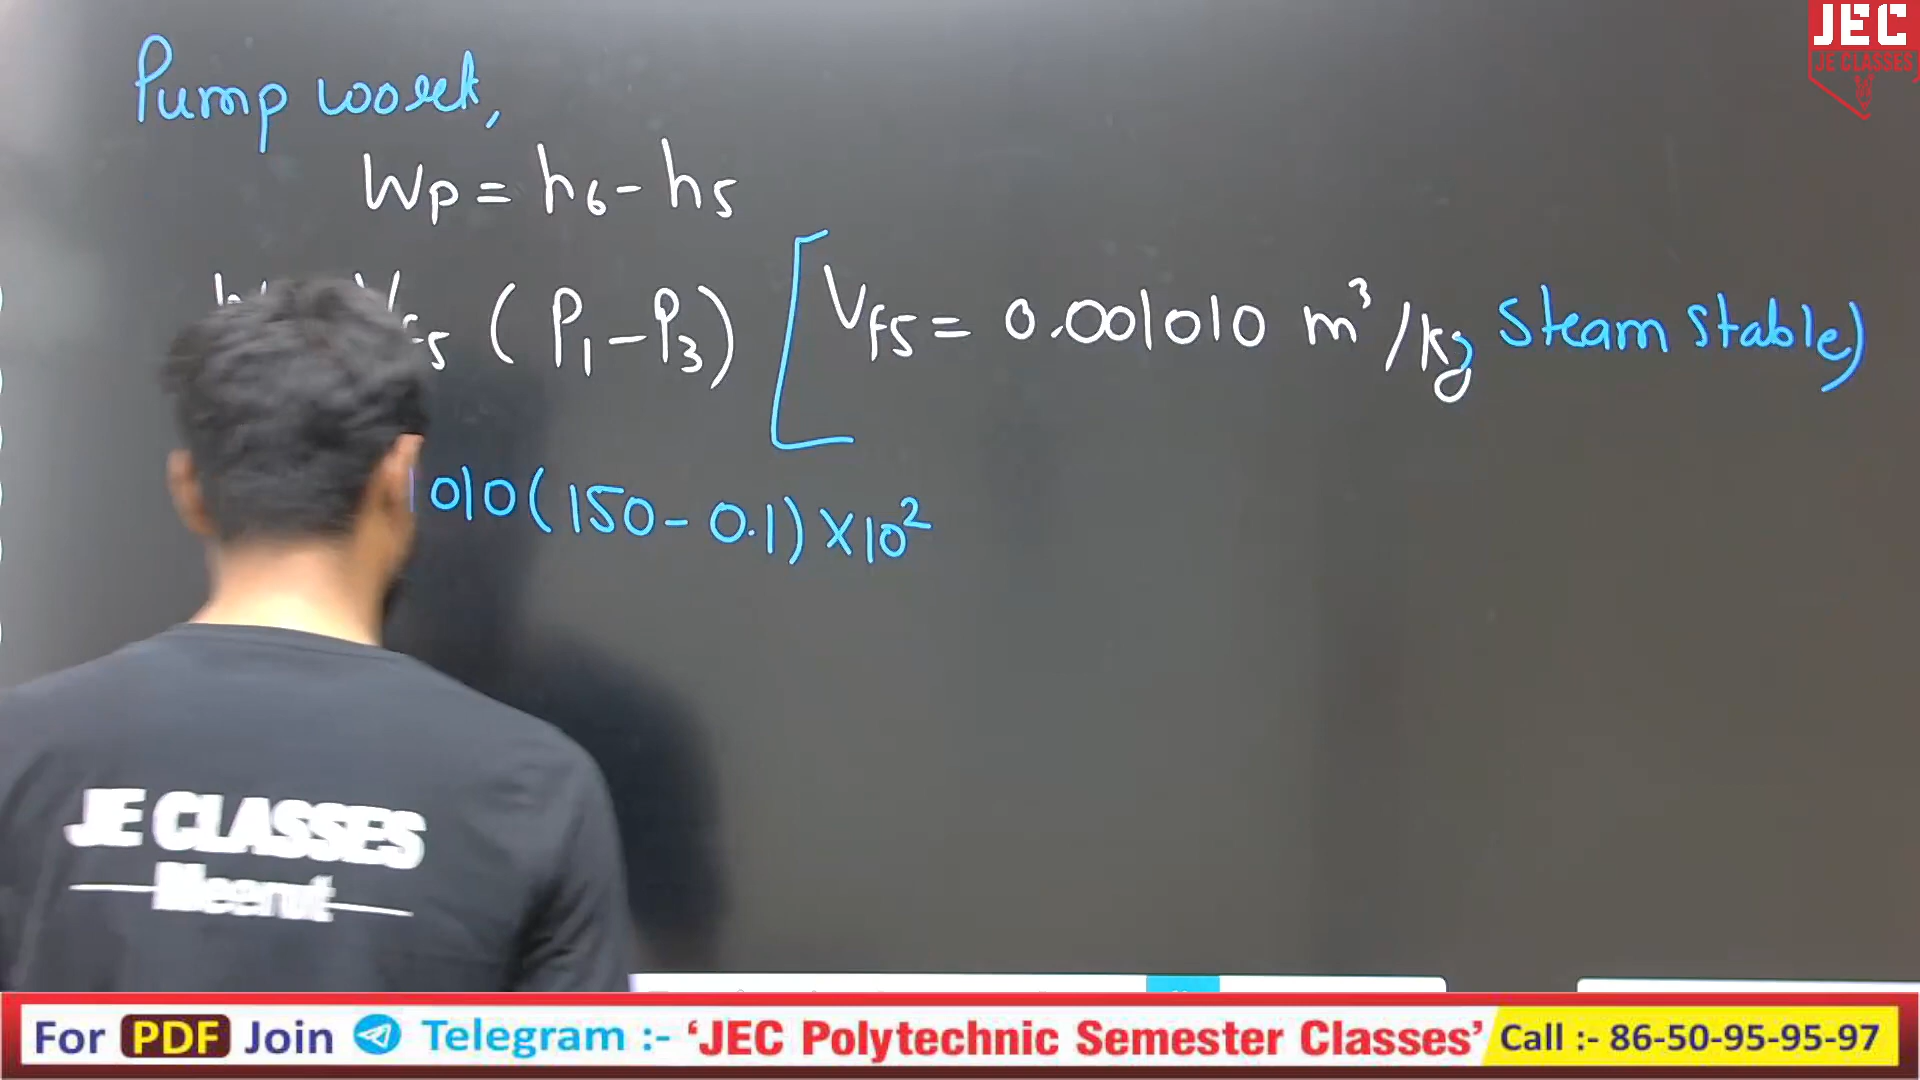 JEC
JE CLASSES
Pump work,
Wp = h6 - h5
Vf5 (P1 - P3) [Vf5 = 0.001010 m³/kg Steam stable)
1010 (150 - 0.1) × 10²
JE CLASSES
Meerut
For PDF Join Telegram :- 'JEC Polytechnic Semester Classes' Call :- 86-50-95-95-97